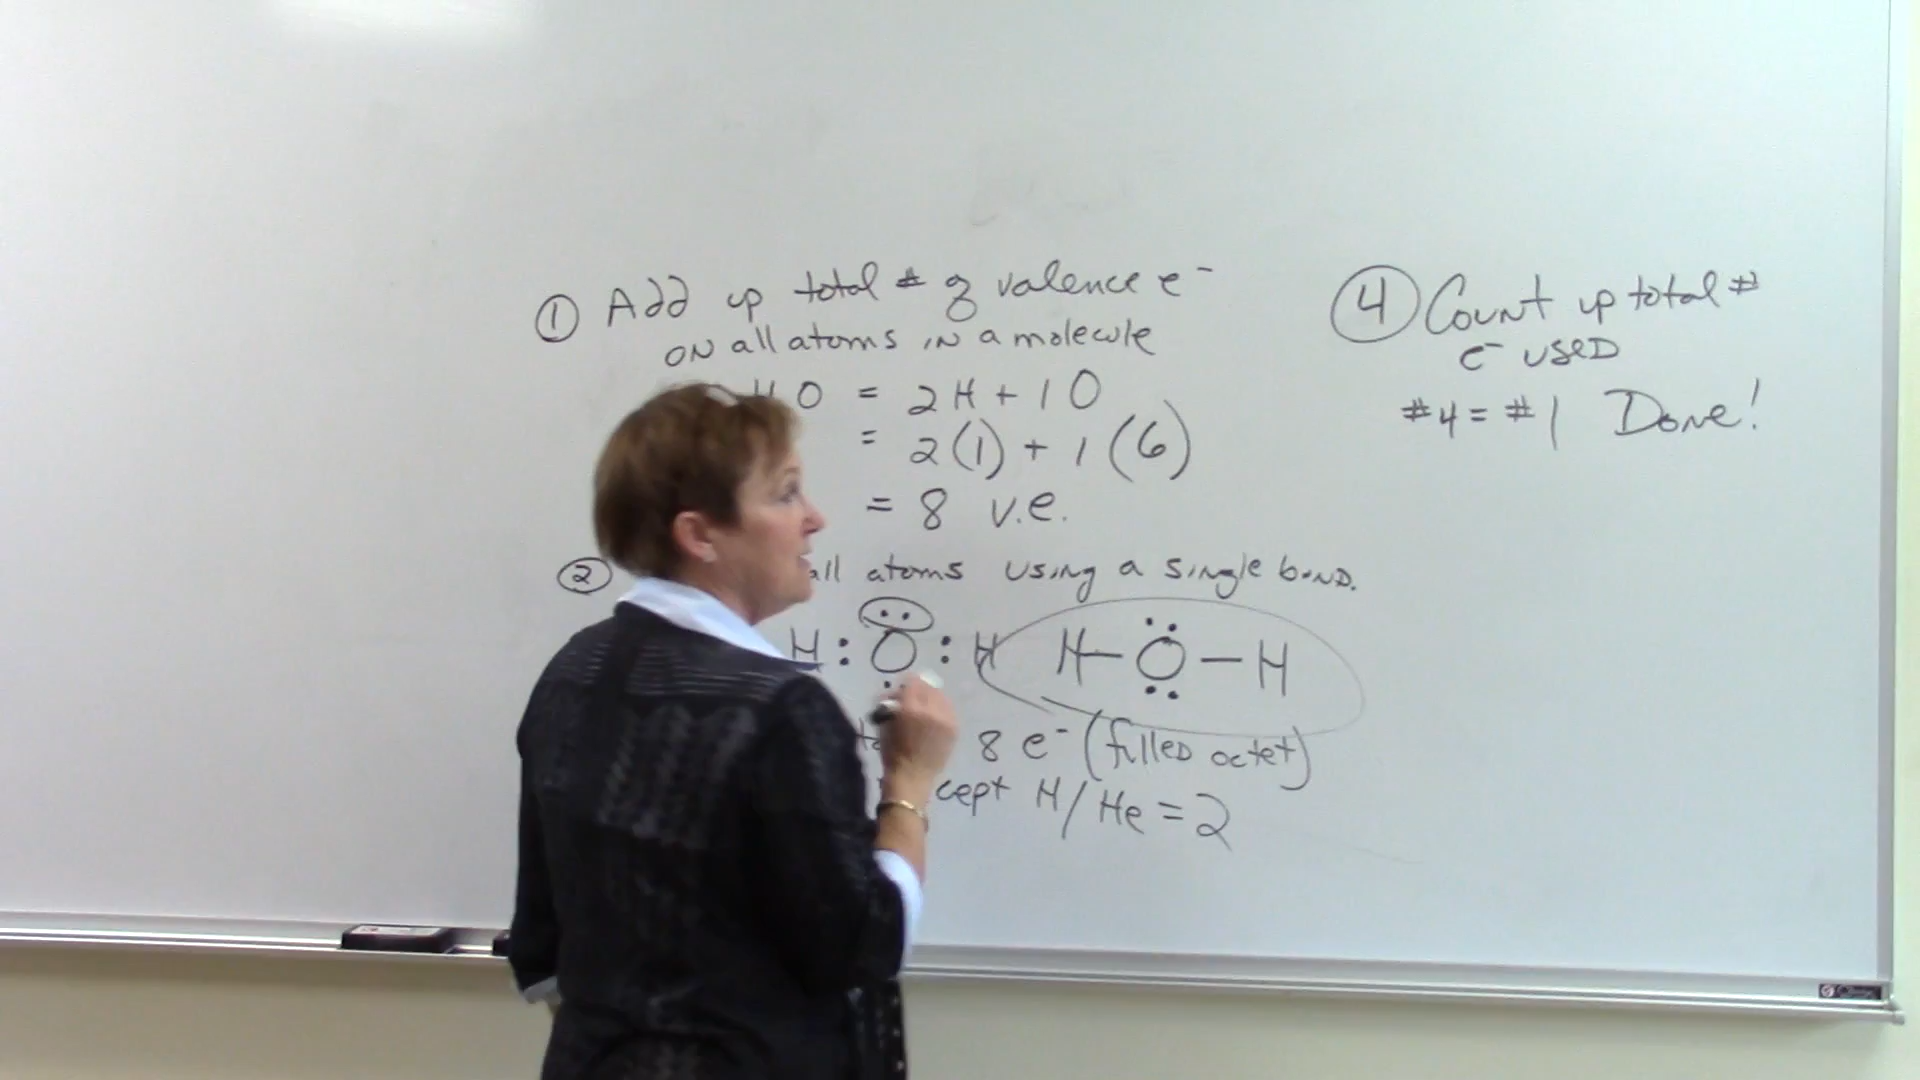 ① Add up total # of valence e⁻
on all atoms in a molecule
O = 2H + 1O
= 2(1) + 1(6)
= 8 v.e.
② all atoms using a single bond.
H : O : H H — O — H
8 e⁻ (filled octet)
cept H/He = 2
④ Count up total #
e⁻ used
#4 = #1 Done!